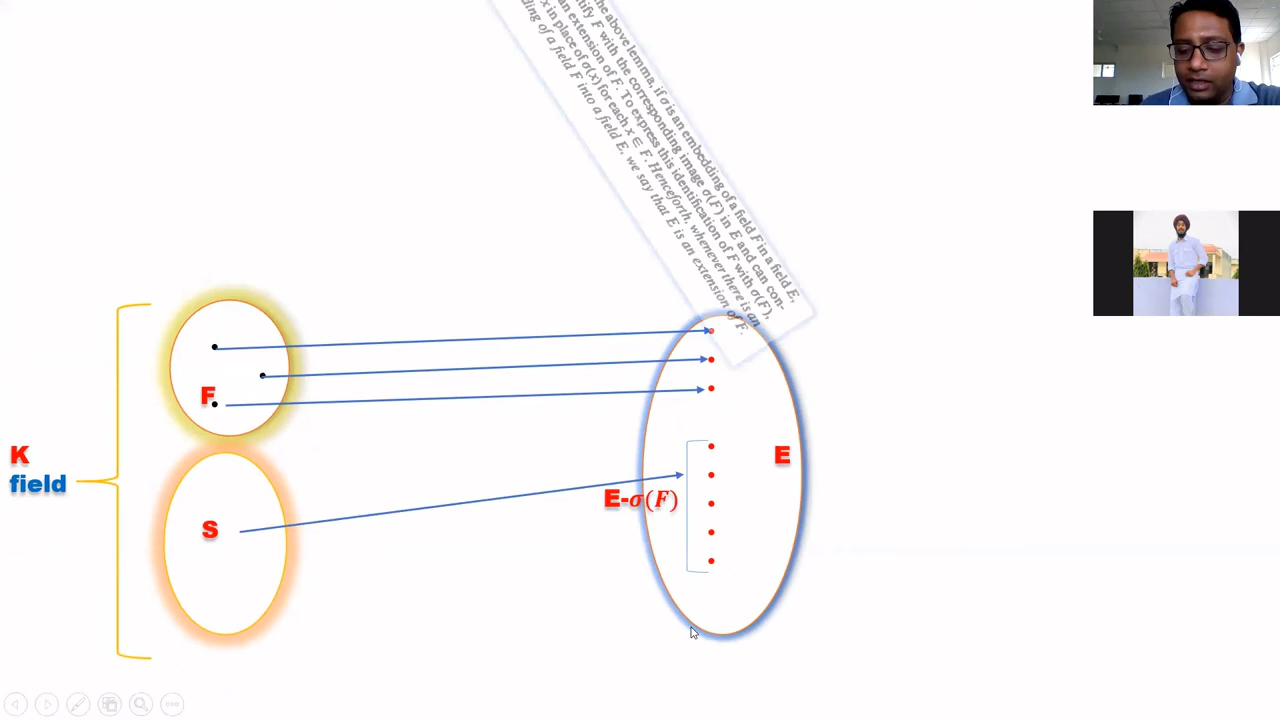 the above lemma, if σ is an embedding of a field F in a field E,
tify F with the corresponding image σ(F) in E and can con-
an extension of F. To express this identification of F with σ(F),
x in place of σ(x) for each x ∈ F. Henceforth, whenever there is an
ding of a field F into a field E, we say that E is an extension of F.
F
K
field
E
E-σ(F)
S